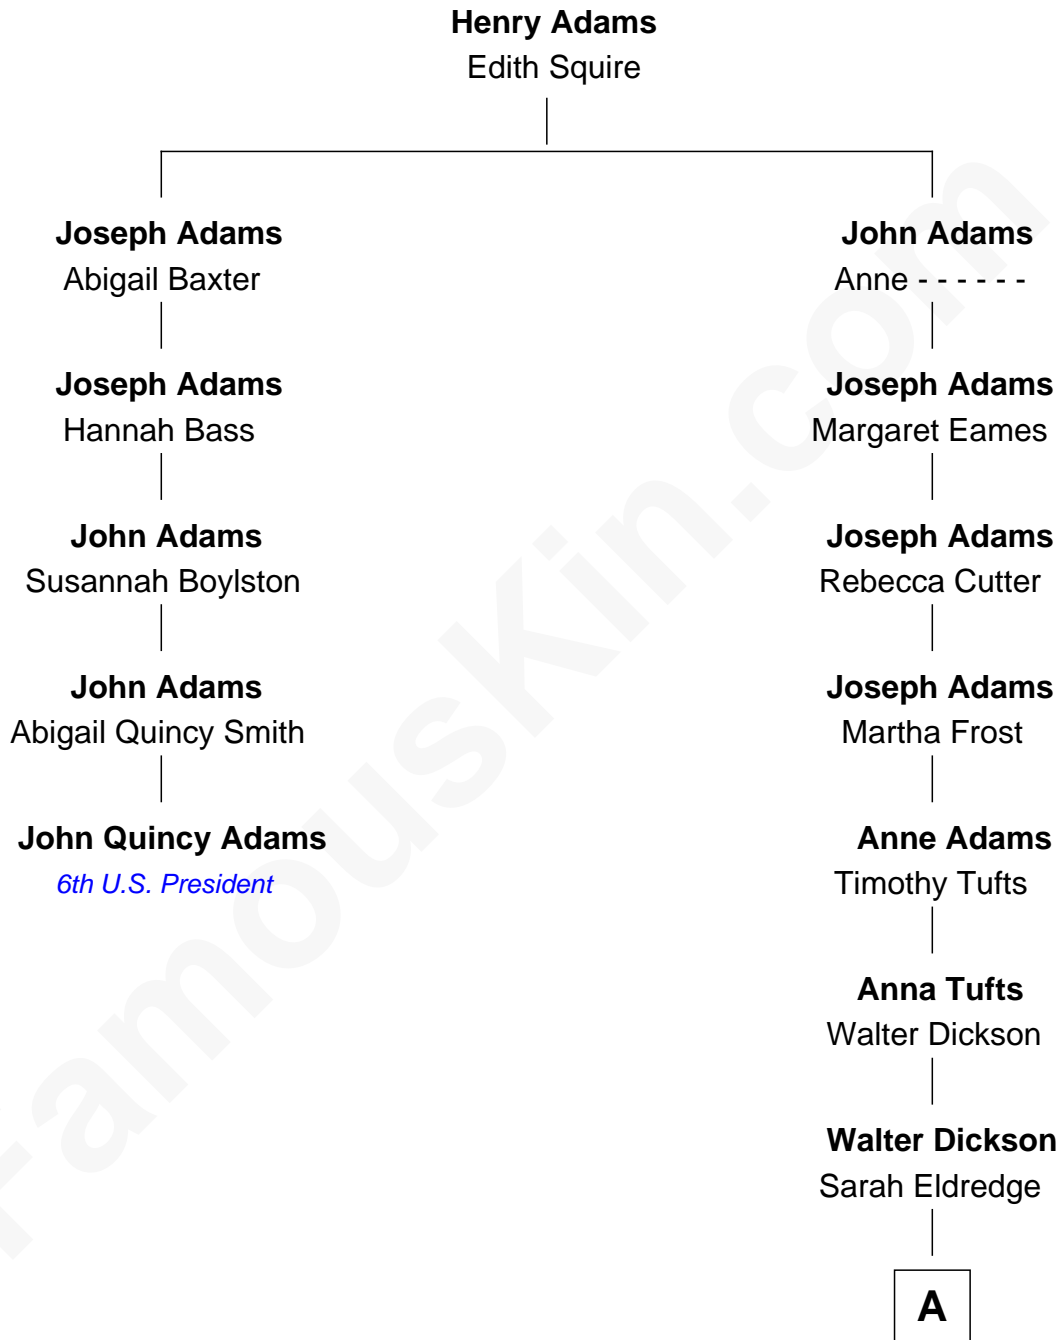 Henry Adams
Edith Squire
Joseph Adams
Abigail Baxter
Joseph Adams
Hannah Bass
John Adams
Susannah Boylston
John Adams
Abigail Quincy Smith
John Quincy Adams
6th U.S. President
John Adams
Anne - - - - - -
Joseph Adams
Margaret Eames
Joseph Adams
Rebecca Cutter
Joseph Adams
Martha Frost
Anne Adams
Timothy Tufts
Anna Tufts
Walter Dickson
Walter Dickson
Sarah Eldredge
A
FamousKin.com